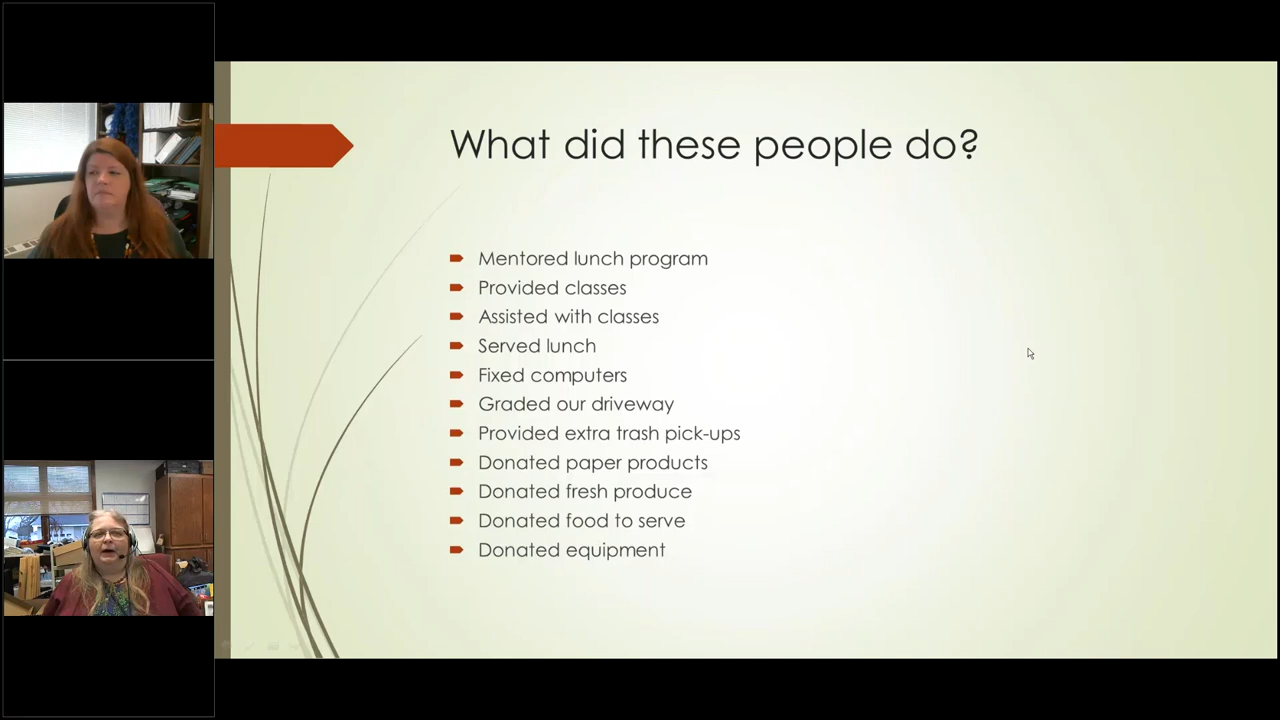 What did these people do?
Mentored lunch program
Provided classes
Assisted with classes
Served lunch
Fixed computers
Graded our driveway
Provided extra trash pick-ups
Donated paper products
Donated fresh produce
Donated food to serve
Donated equipment